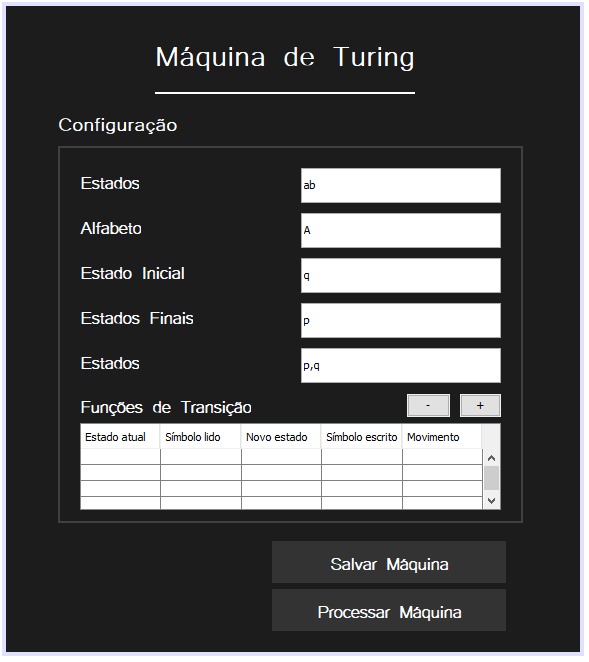 Máquina de Turing
Configuração
Estados ab
Alfabeto A
Estado Inicial q
Estados Finais p
Estados p,q
Funções de Transição - +
Estado atual Símbolo lido Novo estado Símbolo escrito Movimento
Salvar Máquina
Processar Máquina